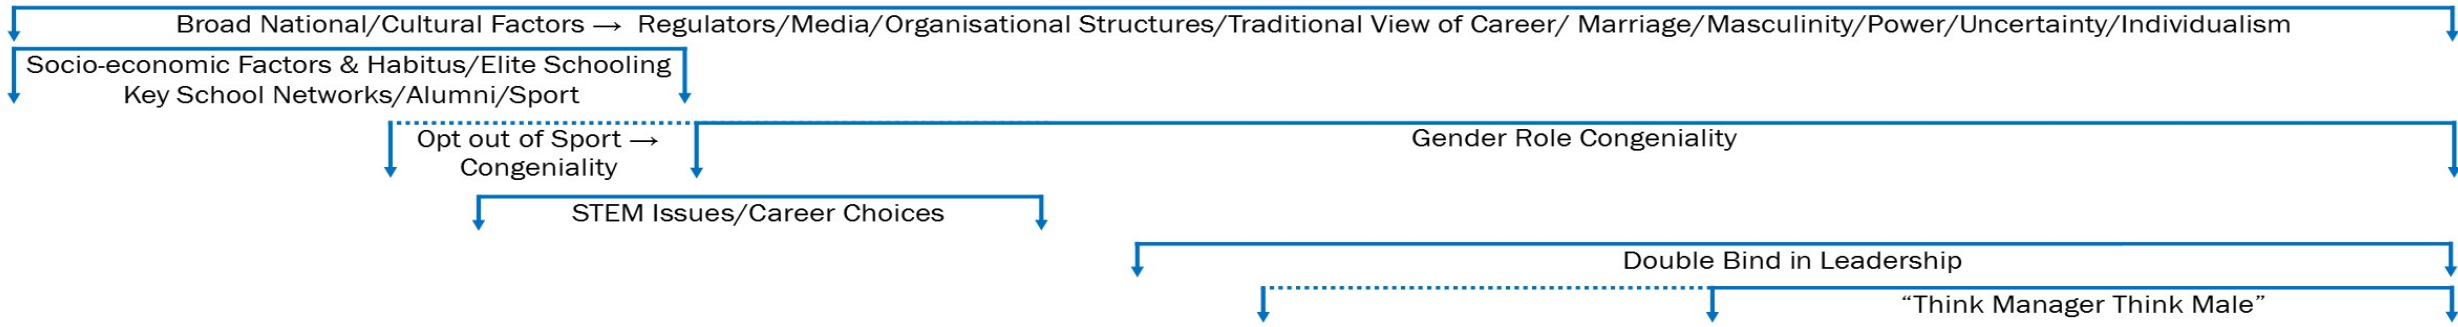 Broad National/Cultural Factors → Regulators/Media/Organisational Structures/Traditional View of Career/ Marriage/Masculinity/Power/Uncertainty/Individualism
Socio-economic Factors & Habitus/Elite Schooling
Key School Networks/Alumni/Sport
Opt out of Sport →
Congeniality
Gender Role Congeniality
STEM Issues/Career Choices
Double Bind in Leadership
“Think Manager Think Male”